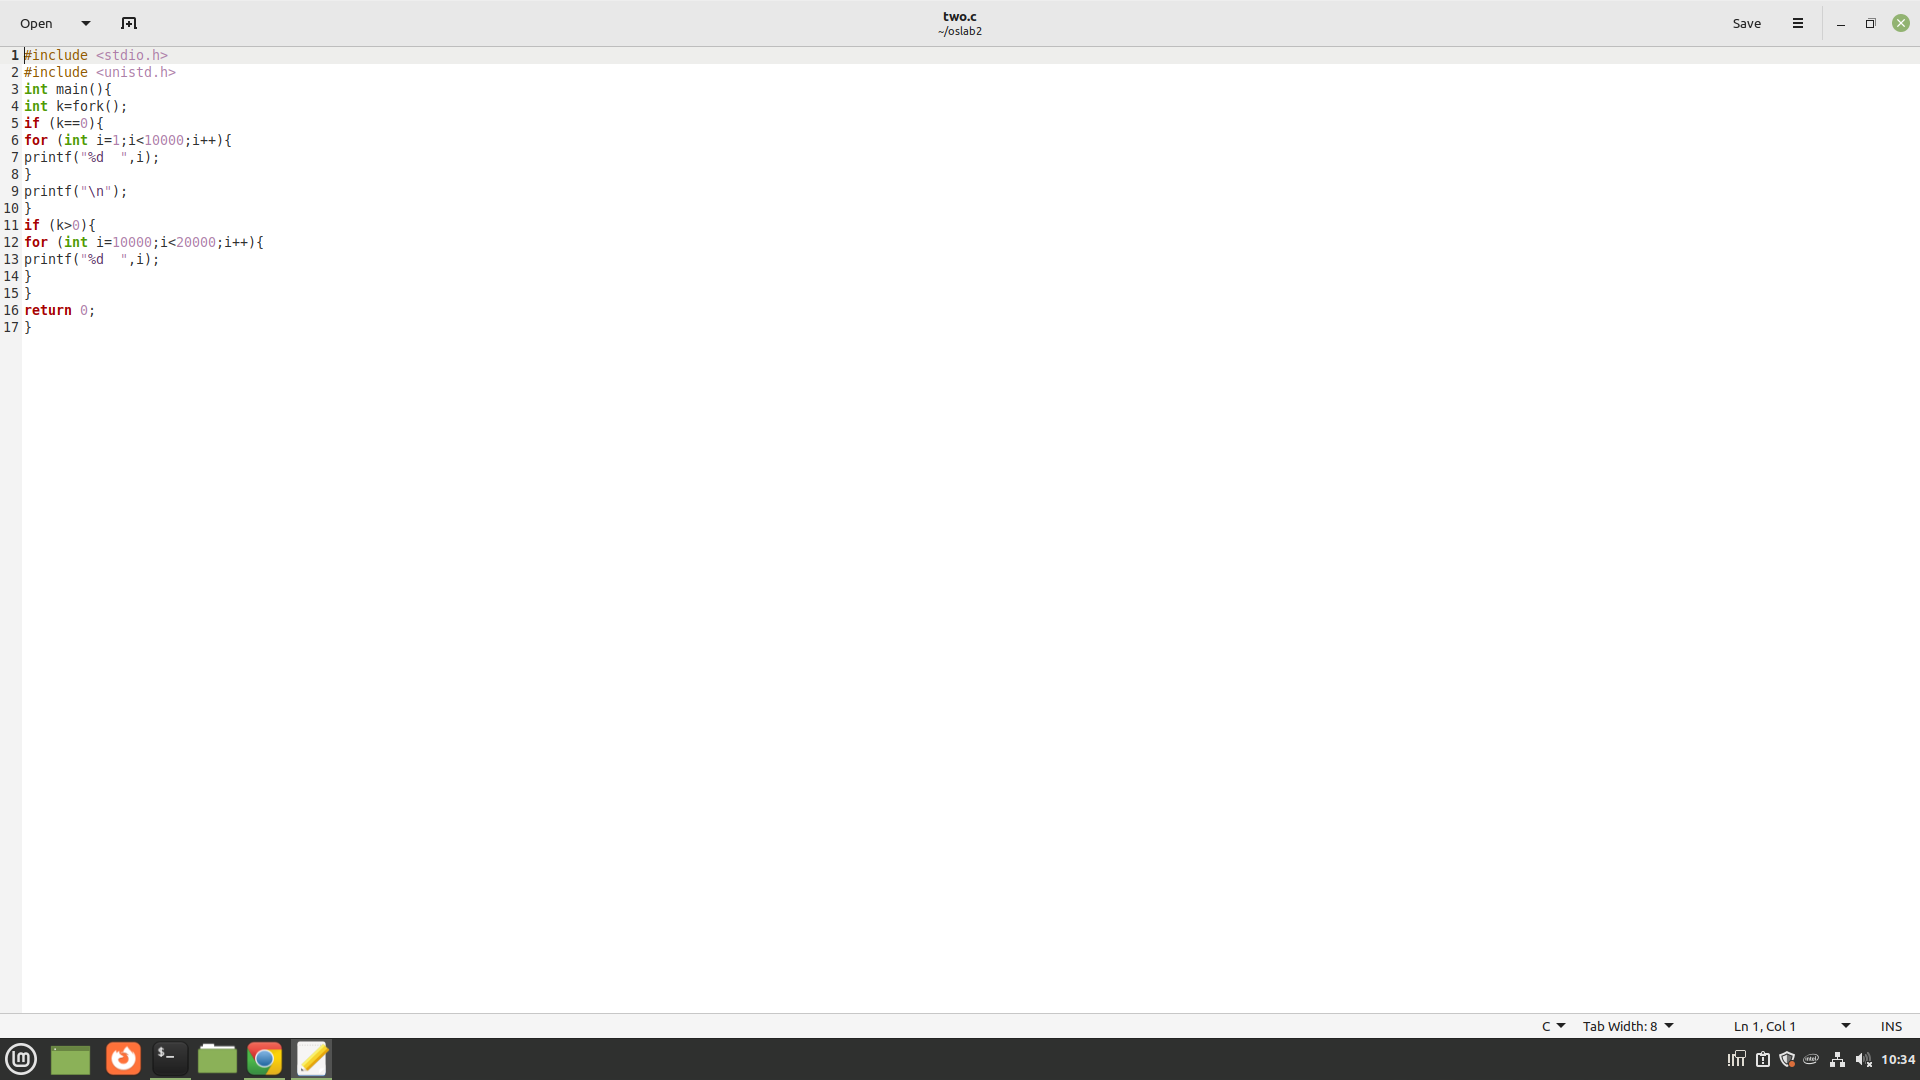 Open
two.c
~/oslab2
Save
1 #include <stdio.h>
2 #include <unistd.h>
3 int main(){
4 int k=fork();
5 if (k==0){
6 for (int i=1;i<10000;i++){
7 printf("%d  ",i);
8 }
9 printf("\n");
10 }
11 if (k>0){
12 for (int i=10000;i<20000;i++){
13 printf("%d  ",i);
14 }
15 }
16 return 0;
17 }
C
Tab Width: 8
Ln 1, Col 1
INS
$_
10:34